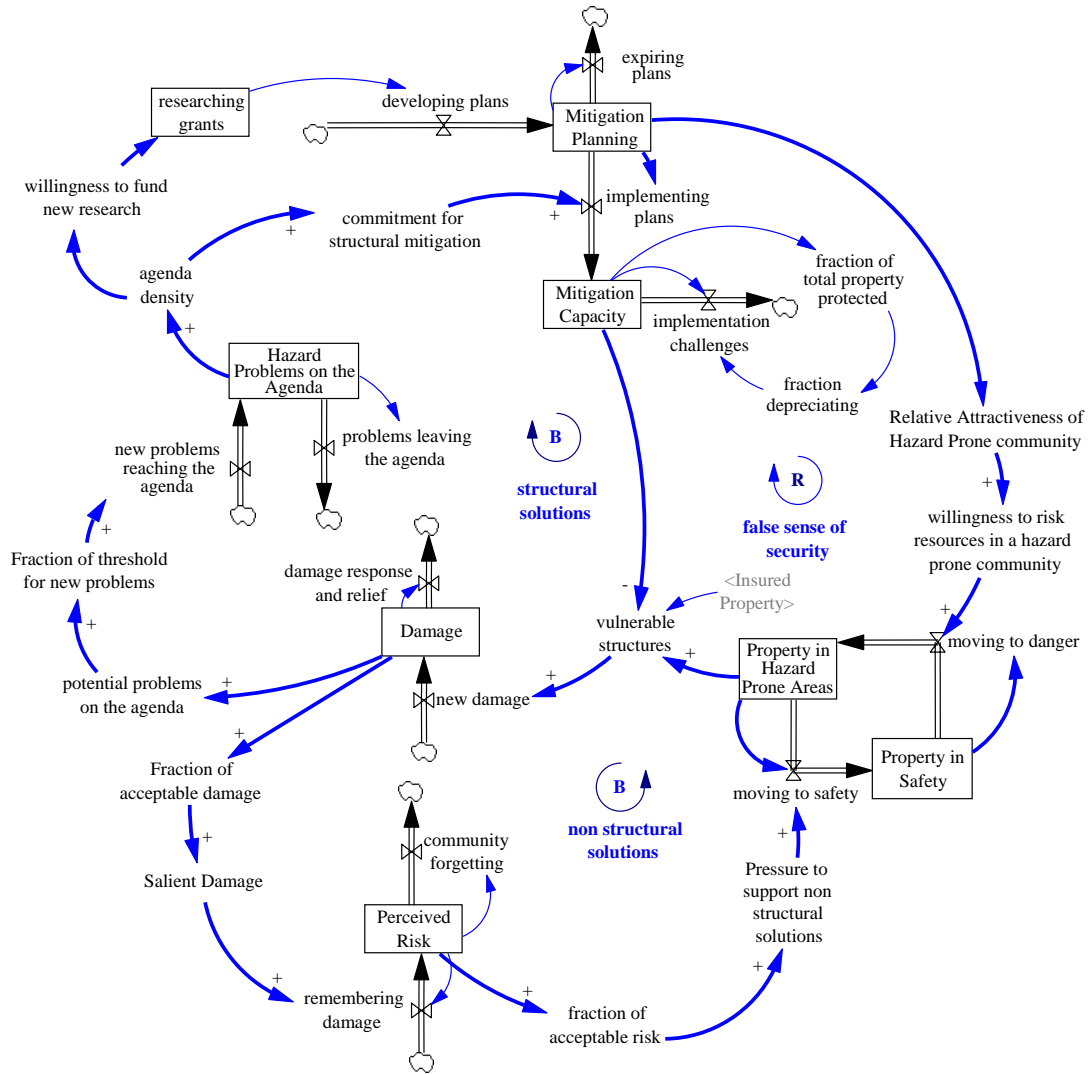 expiring
plans
researching
grants
developing plans
Mitigation
Planning
willingness to fund
new research
implementing
plans
+
commitment for
structural mitigation
+
agenda
density
fraction of
total property
protected
Mitigation
Capacity
implementation
challenges
+
Hazard
Problems on the
Agenda
fraction
depreciating
Relative Attractiveness of
Hazard Prone community
new problems
reaching the
agenda
problems leaving
the agenda
B
structural
solutions
R
false sense of
security
+
willingness to risk
resources in a hazard
prone community
+
Fraction of threshold
for new problems
damage response
and relief
-
<Insured
Property>
+
+
Damage
vulnerable
structures
moving to danger
+
Property in
Hazard
Prone Areas
potential problems
on the agenda
+
new damage
+
+
Property in
Safety
Fraction of
acceptable damage
B
non structural
solutions
moving to safety
+
+
community
forgetting
Salient Damage
Pressure to
support non
structural
solutions
Perceived
Risk
+
+
+
remembering
damage
fraction of
acceptable risk